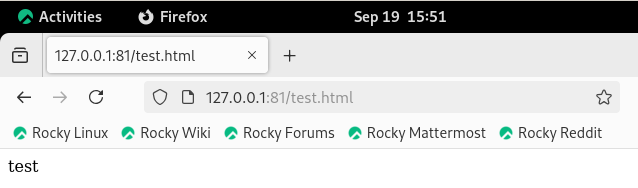 Activities Firefox Sep 19 15:51
127.0.0.1:81/test.html
127.0.0.1:81/test.html
Rocky Linux Rocky Wiki Rocky Forums Rocky Mattermost Rocky Reddit
test